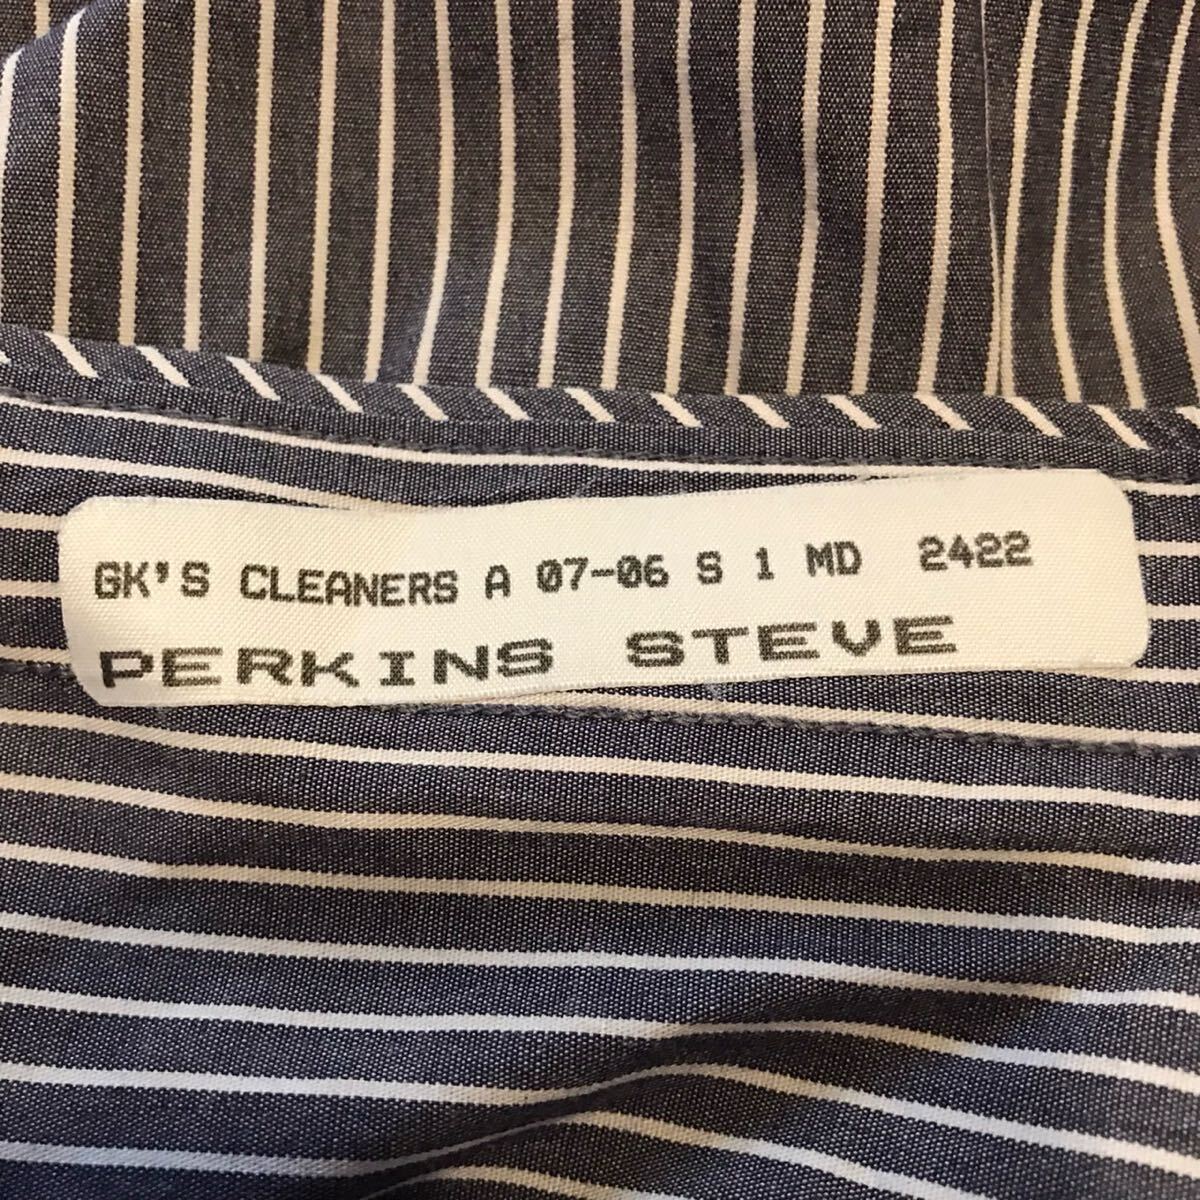 GK'S CLEANERS A 07-06 S 1 MD 2422
PERKINS STEVE